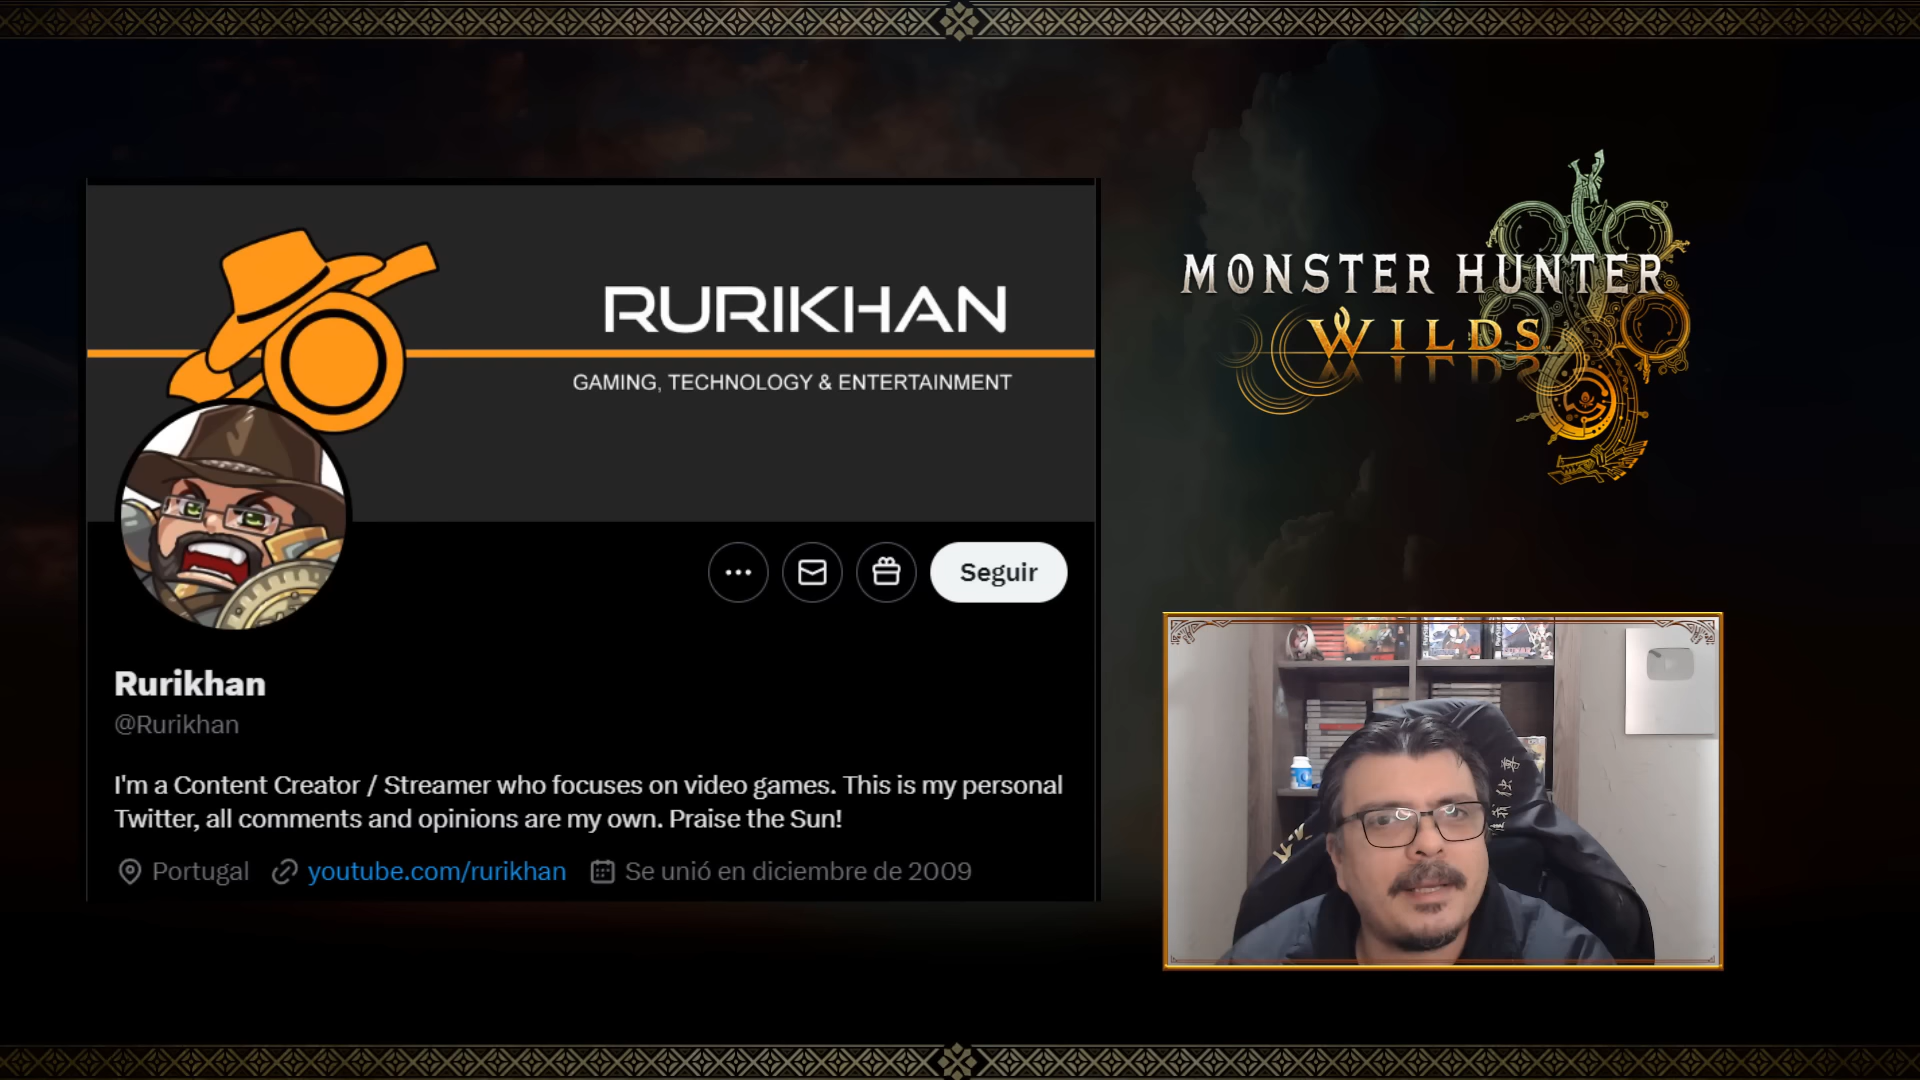 RURIKHAN
GAMING, TECHNOLOGY & ENTERTAINMENT
Seguir
Rurikhan
@Rurikhan
I'm a Content Creator / Streamer who focuses on video games. This is my personal
Twitter, all comments and opinions are my own. Praise the Sun!
Portugal youtube.com/rurikhan Se unió en diciembre de 2009
MONSTER HUNTER
WILDS